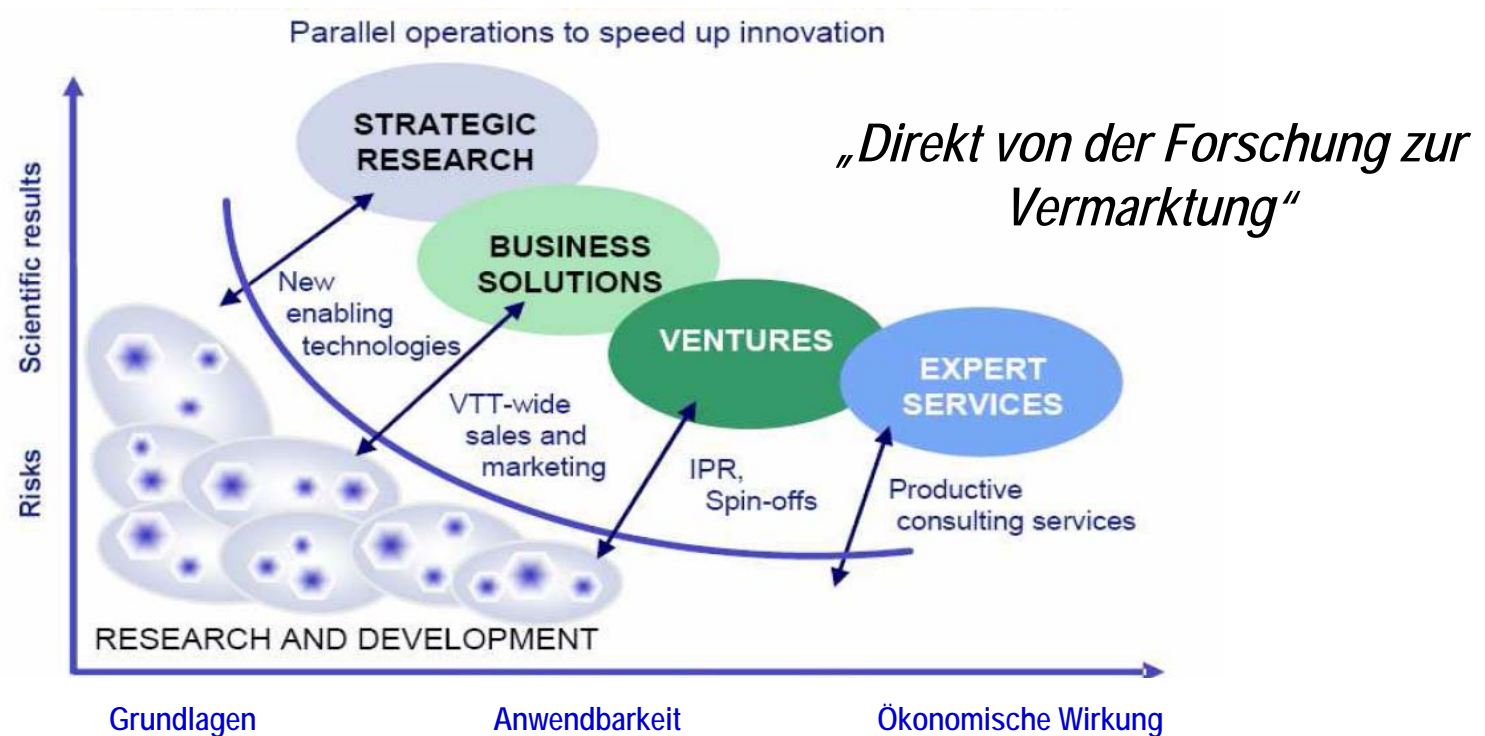 Parallel operations to speed up innovation
„Direkt von der Forschung zur
Vermarktung“
Scientific results
Risks
STRATEGIC
RESEARCH
BUSINESS
SOLUTIONS
VENTURES
EXPERT
SERVICES
New
enabling
technologies
VTT-wide
sales and
marketing
IPR,
Spin-offs
Productive
consulting services
RESEARCH AND DEVELOPMENT
Grundlagen
Anwendbarkeit
Ökonomische Wirkung